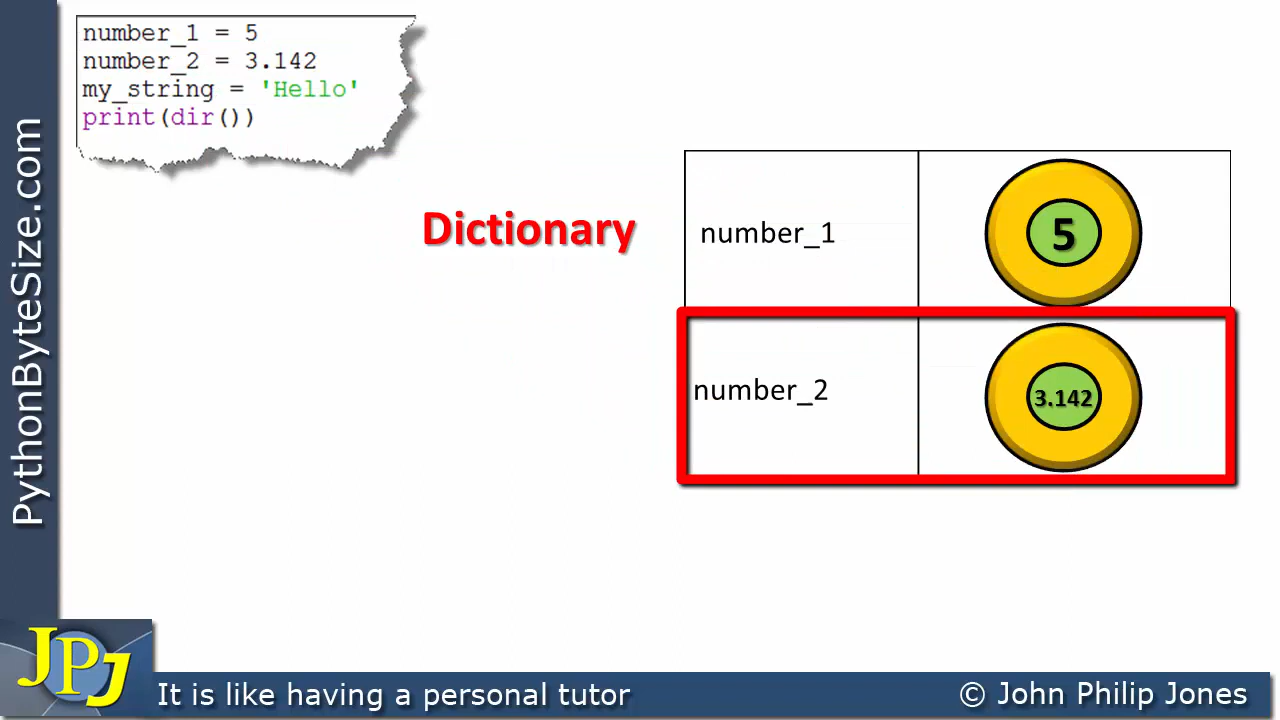 number_1 = 5
number_2 = 3.142
my_string = 'Hello'
print(dir())
Dictionary
number_1
5
number_2
3.142
PythonByteSize.com
JPJ
It is like having a personal tutor
© John Philip Jones